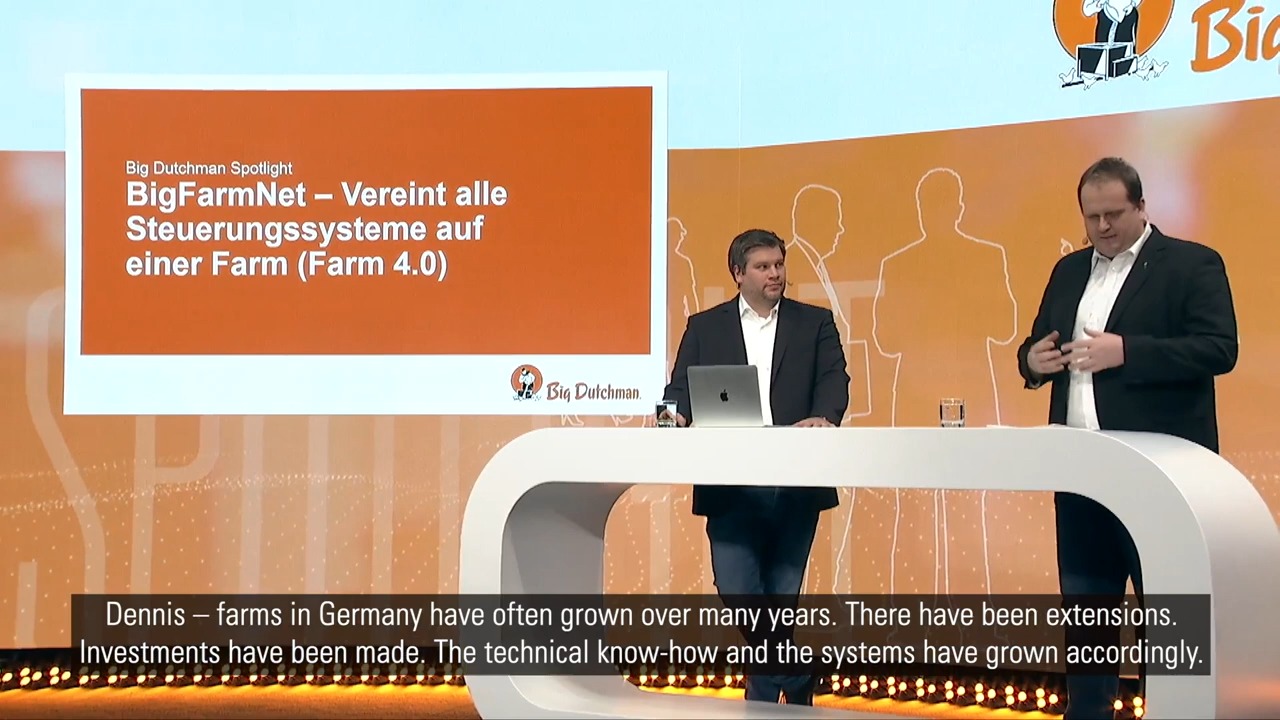 Big Dutchman Spotlight
BigFarmNet – Vereint alle
Steuerungssysteme auf
einer Farm (Farm 4.0)
Big Dutchman.
Dennis – farms in Germany have often grown over many years. There have been extensions.
Investments have been made. The technical know-how and the systems have grown accordingly.